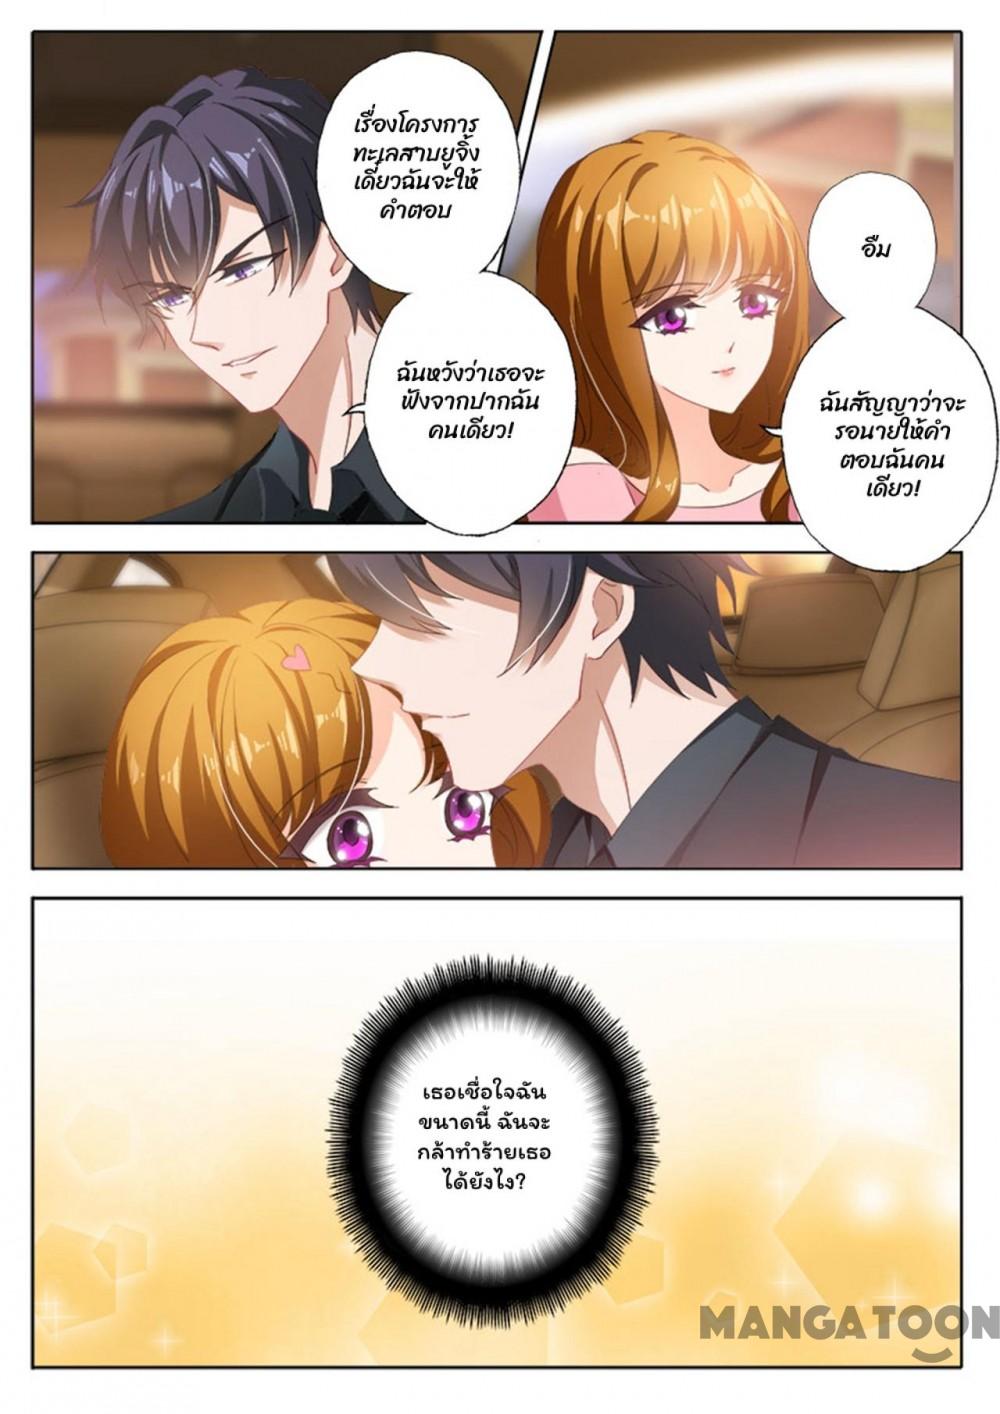 เรื่องโครงการ
ทะเลสาบยูจิ้ง
เดี๋ยวฉันจะให้
คำตอบ
ฉันหวังว่าเธอจะ
ฟังจากปากฉัน
คนเดียว!
อืม
ฉันสัญญาว่าจะ
รอนายให้คำ
ตอบฉันคน
เดียว!
เธอเชื่อใจฉัน
ขนาดนี้ ฉันจะ
กล้าทำร้ายเธอ
ได้ยังไง?
MANGATOON